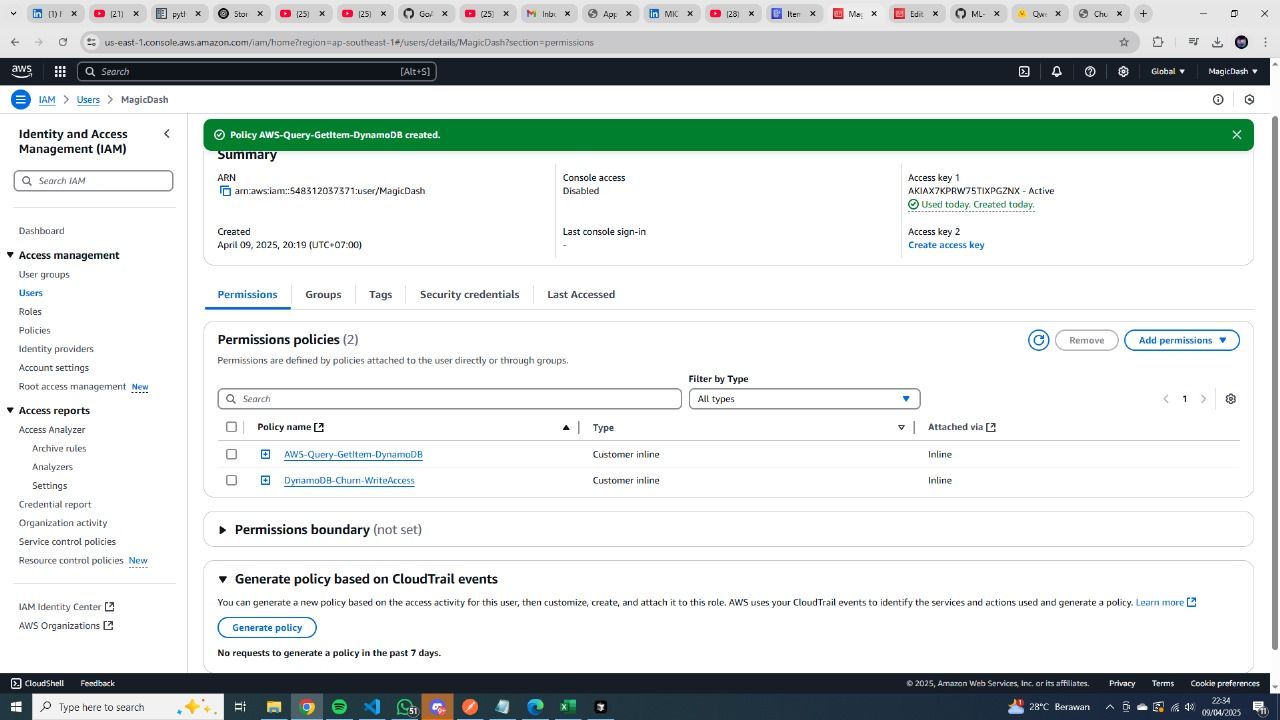 (1) F
(21)
pyth
Stor
(25)
(25)
GoA
(25)
Inbo
App
MIC
(28)
Iten
Mag
Edit
ML
Qwe
Chu
us-east-1.console.aws.amazon.com/iam/home?region=ap-southeast-1#/users/details/MagicDash?section=permissions
aws
Search [Alt+S]
Global
MagicDash
IAM > Users > MagicDash
Identity and Access
Management (IAM)
Search IAM
Dashboard
Access management
User groups
Users
Roles
Policies
Identity providers
Account settings
Root access management New
Access reports
Access Analyzer
Archive rules
Analyzers
Settings
Credential report
Organization activity
Service control policies
Resource control policies New
IAM Identity Center
AWS Organizations
Policy AWS-Query-GetItem-DynamoDB created.
Summary
ARN
arn:aws:iam::548312037371:user/MagicDash
Console access
Disabled
Access key 1
AKIAX7KPRW75TIXPGZNX - Active
Used today. Created today.
Created
April 09, 2025, 20:19 (UTC+07:00)
Last console sign-in
-
Access key 2
Create access key
Permissions
Groups
Tags
Security credentials
Last Accessed
Permissions policies (2)
Remove
Add permissions
Permissions are defined by policies attached to the user directly or through groups.
Filter by Type
Search
All types
1
Policy name
Type
Attached via
AWS-Query-GetItem-DynamoDB
Customer inline
Inline
DynamoDB-Churn-WriteAccess
Customer inline
Inline
Permissions boundary (not set)
Generate policy based on CloudTrail events
You can generate a new policy based on the access activity for this user, then customize, create, and attach it to this role. AWS uses your CloudTrail events to identify the services and actions used and generate a policy. Learn more
Generate policy
No requests to generate a policy in the past 7 days.
CloudShell
Feedback
© 2025, Amazon Web Services, Inc. or its affiliates.
Privacy
Terms
Cookie preferences
Type here to search
51
28°C Berawan
22:34
09/04/2025